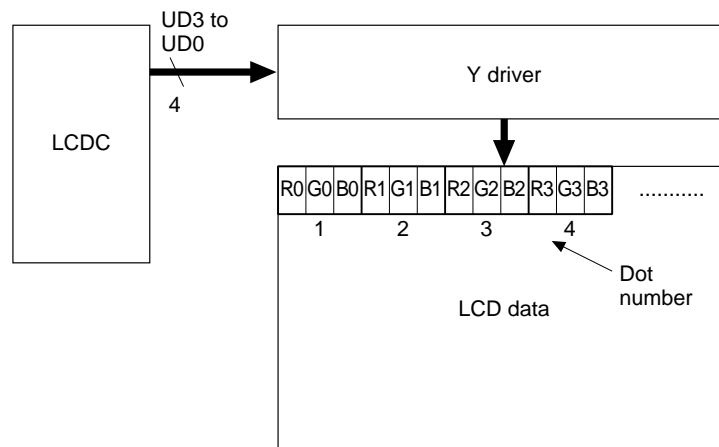 UD3 to
UD0
4
LCDC
Y driver
R0 G0 B0 R1 G1 B1 R2 G2 B2 R3 G3 B3 ...........
1 2 3 4
Dot
number
LCD data